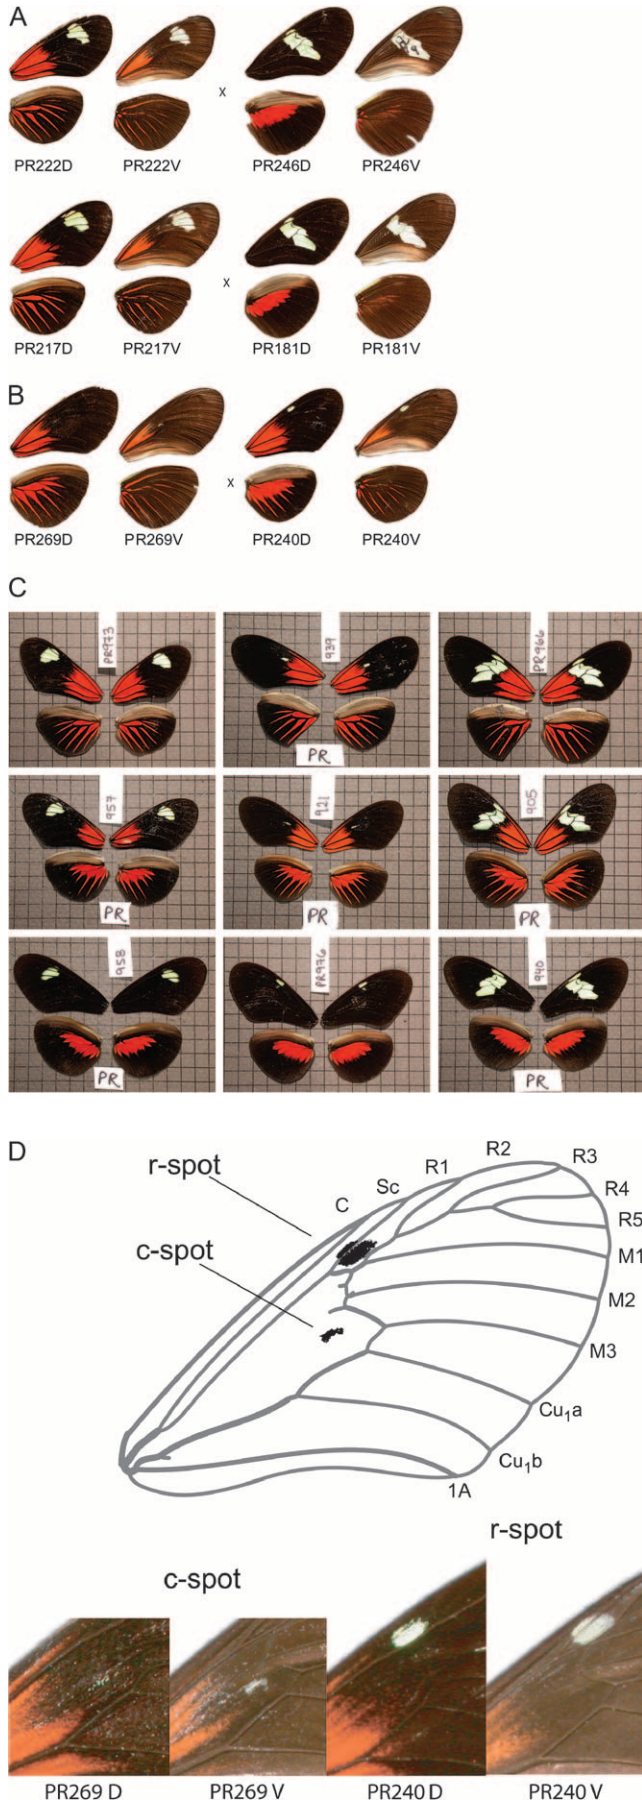 A
x
PR222D PR222V PR246D PR246V
x
PR217D PR217V PR181D PR181V
B
x
PR269D PR269V PR240D PR240V
C
PR973 939 PR966
PR
957 921 905
PR PR PR
958 PR976 940
PR PR
D
r-spot
c-spot
C Sc R1 R2 R3
R4
R5
M1
M2
M3
Cu₁a
Cu₁b
1A
r-spot
c-spot
PR269 D PR269 V PR240 D PR240 V